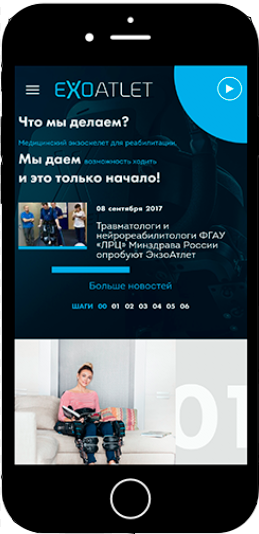 EXOATLET
Что мы делаем?
Медицинский экзоскелет для реабилитации.
Мы даем возможность ходить
и это только начало!
08 сентября 2017
Травматологи и
нейрореабилитологи ФГАУ
«ЛРЦ» Минздрава России
опробуют ЭкзоАтлет
Больше новостей
ШАГИ 00 01 02 03 04 05 06
01